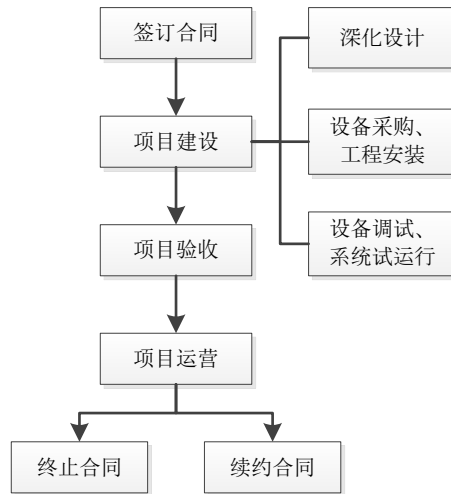 签订合同
深化设计
项目建设
设备采购、
工程安装
项目验收
设备调试、
系统试运行
项目运营
终止合同
续约合同